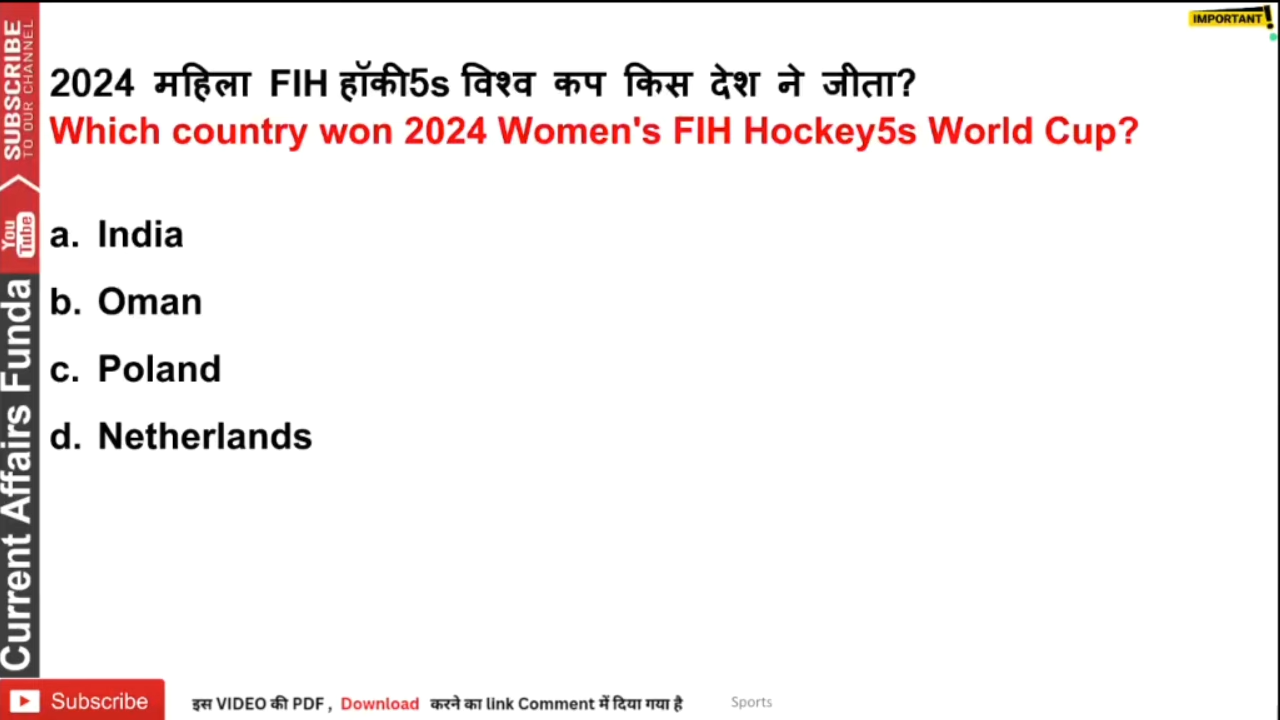 IMPORTANT!
2024 महिला FIH हॉकी5s विश्व कप किस देश ने जीता?
Which country won 2024 Women's FIH Hockey5s World Cup?
a. India
b. Oman
c. Poland
d. Netherlands
SUBSCRIBE
TO OUR CHANNEL
You
Tube
Current Affairs Funda
Subscribe
इस VIDEO की PDF , Download करने का link Comment में दिया गया है
Sports